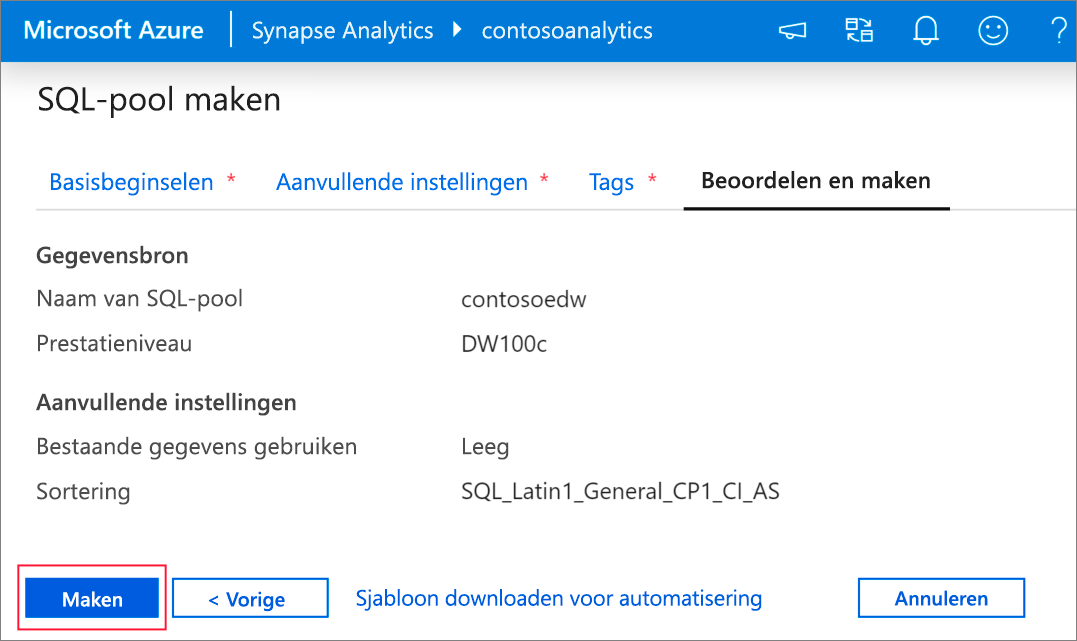 Microsoft Azure Synapse Analytics contosoanalytics ?
SQL-pool maken
Basisbeginselen * Aanvullende instellingen * Tags * Beoordelen en maken
Gegevensbron
Naam van SQL-pool contosoedw
Prestatieniveau DW100c
Aanvullende instellingen
Bestaande gegevens gebruiken Leeg
Sortering SQL_Latin1_General_CP1_CI_AS
Maken < Vorige Sjabloon downloaden voor automatisering Annuleren